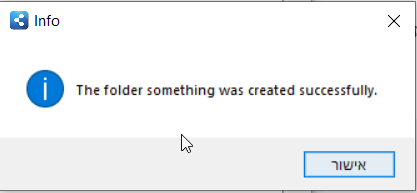 Info
The folder something was created successfully.
אישור